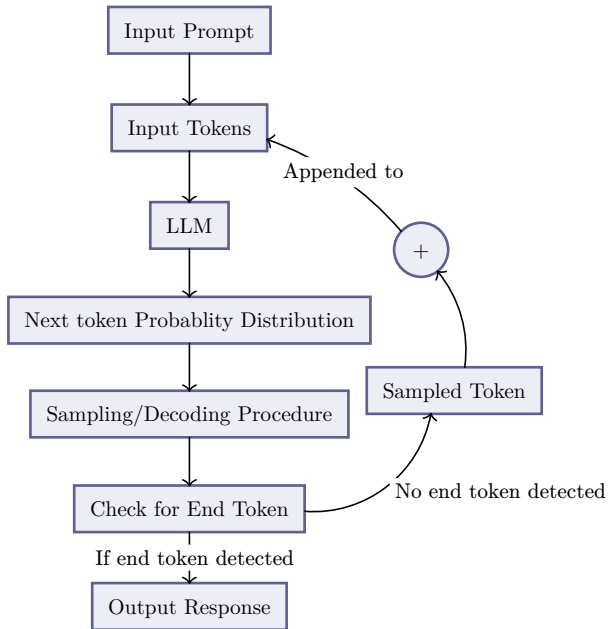 Input Prompt
Input Tokens
Appended to
LLM
+
Next token Probablity Distribution
Sampled Token
Sampling/Decoding Procedure
No end token detected
Check for End Token
If end token detected
Output Response